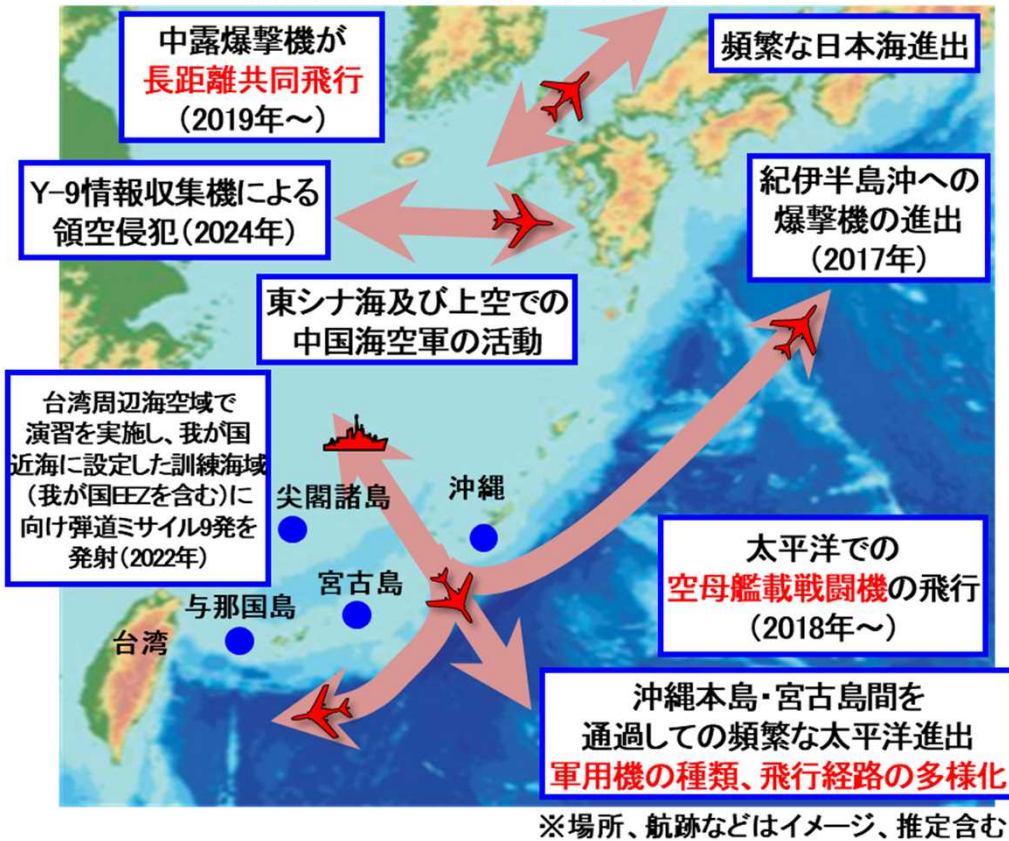 中露爆撃機が
長距離共同飛行
(2019年~)
頻繁な日本海進出
Y-9情報収集機による
領空侵犯(2024年)
紀伊半島沖への
爆撃機の進出
(2017年)
東シナ海及び上空での
中国海空軍の活動
台湾周辺海空域で
演習を実施し、我が国
近海に設定した訓練海域
(我が国EEZを含む)に
向け弾道ミサイル9発を
発射(2022年)
尖閣諸島
沖縄
宮古島
与那国島
台湾
太平洋での
空母艦載戦闘機の飛行
(2018年~)
沖縄本島・宮古島間を
通過しての頻繁な太平洋進出
軍用機の種類、飛行経路の多様化
※場所、航跡などはイメージ、推定含む